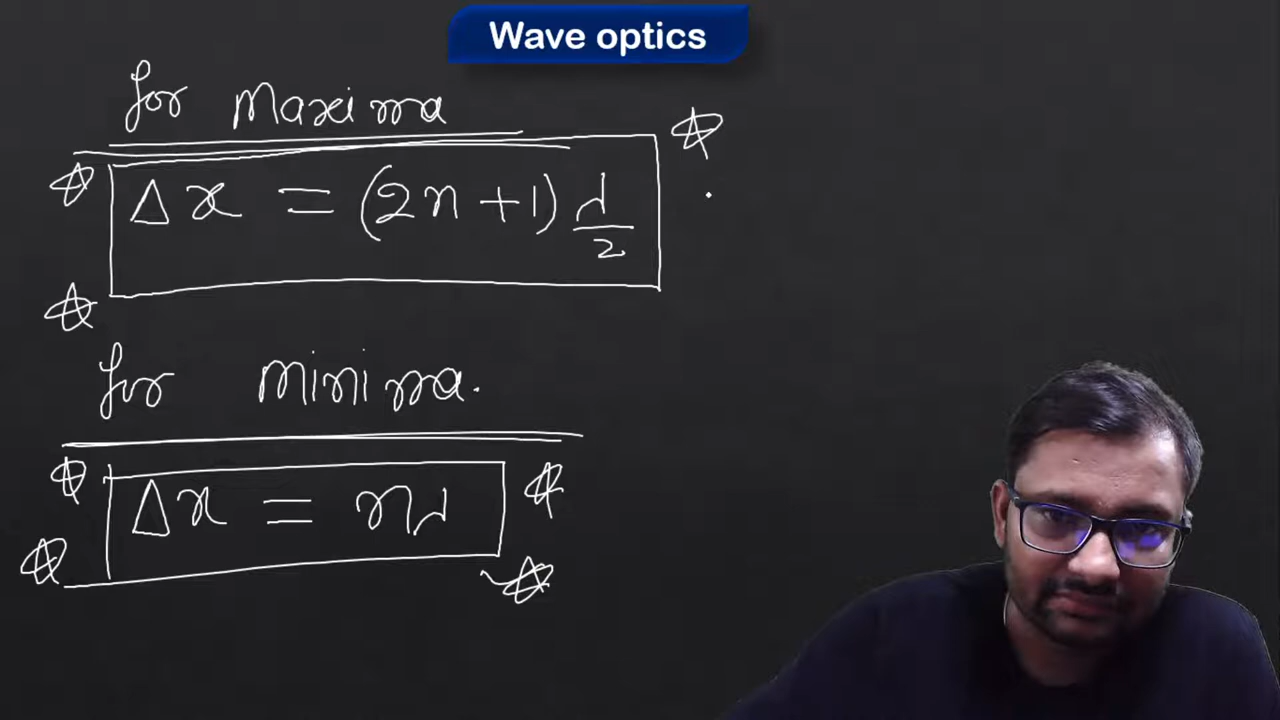 Wave optics
for Maxima
Δx = (2n+1) λ/2
for minima.
Δx = nλ